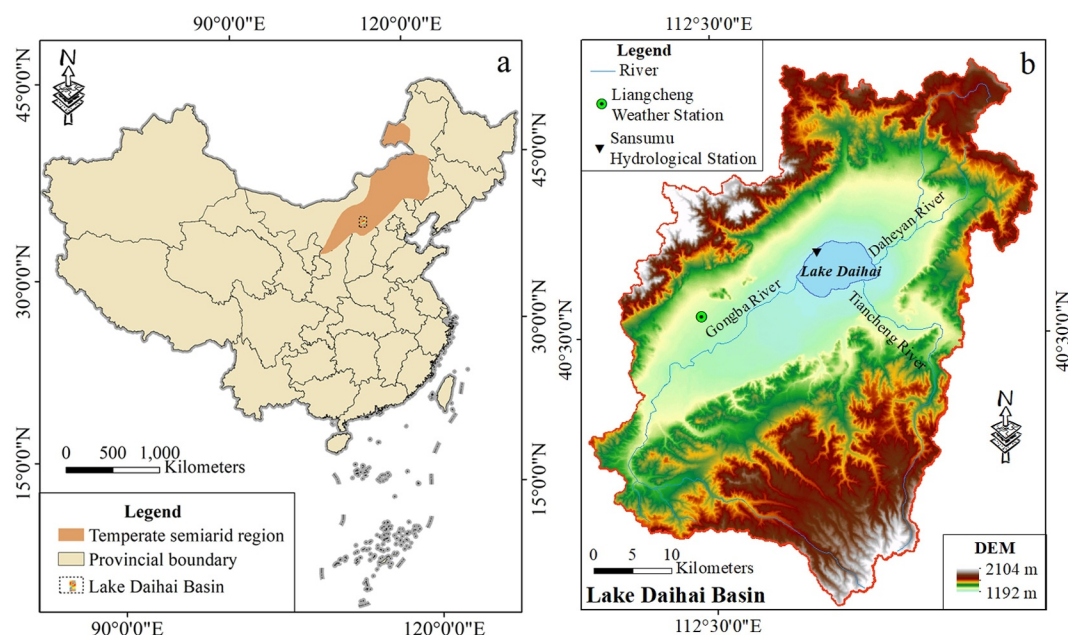 90°0'0"E
120°0'0"E
a
N
45°0'0"N
45°0'0"N
30°0'0"N
30°0'0"N
15°0'0"N
15°0'0"N
0 500 1,000
Kilometers
Legend
Temperate semiarid region
Provincial boundary
Lake Daihai Basin
90°0'0"E
120°0'0"E
112°30'0"E
b
Legend
River
Liangcheng
Weather Station
Sansumu
Hydrological Station
Daheyan River
Lake Daihai
Gongba River
Tiancheng River
40°30'0"N
40°30'0"N
N
0 5 10
Kilometers
Lake Daihai Basin
DEM
2104 m
1192 m
112°30'0"E